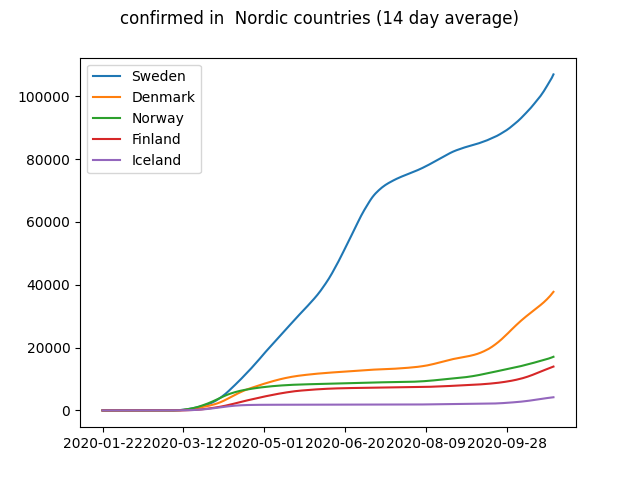 confirmed in  Nordic countries (14 day average)
Sweden
Denmark
Norway
Finland
Iceland
100000
80000
60000
40000
20000
0
2020-01-22 2020-03-12 2020-05-01 2020-06-20 2020-08-09 2020-09-28